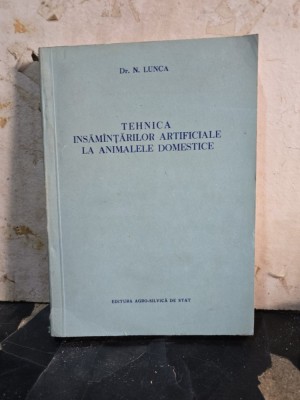 Dr. N. LUNCA
TEHNICA
INSĂMÎNȚĂRILOR ARTIFICIALE
LA ANIMALELE DOMESTICE
EDITURA AGRO-SILVICĂ DE STAT